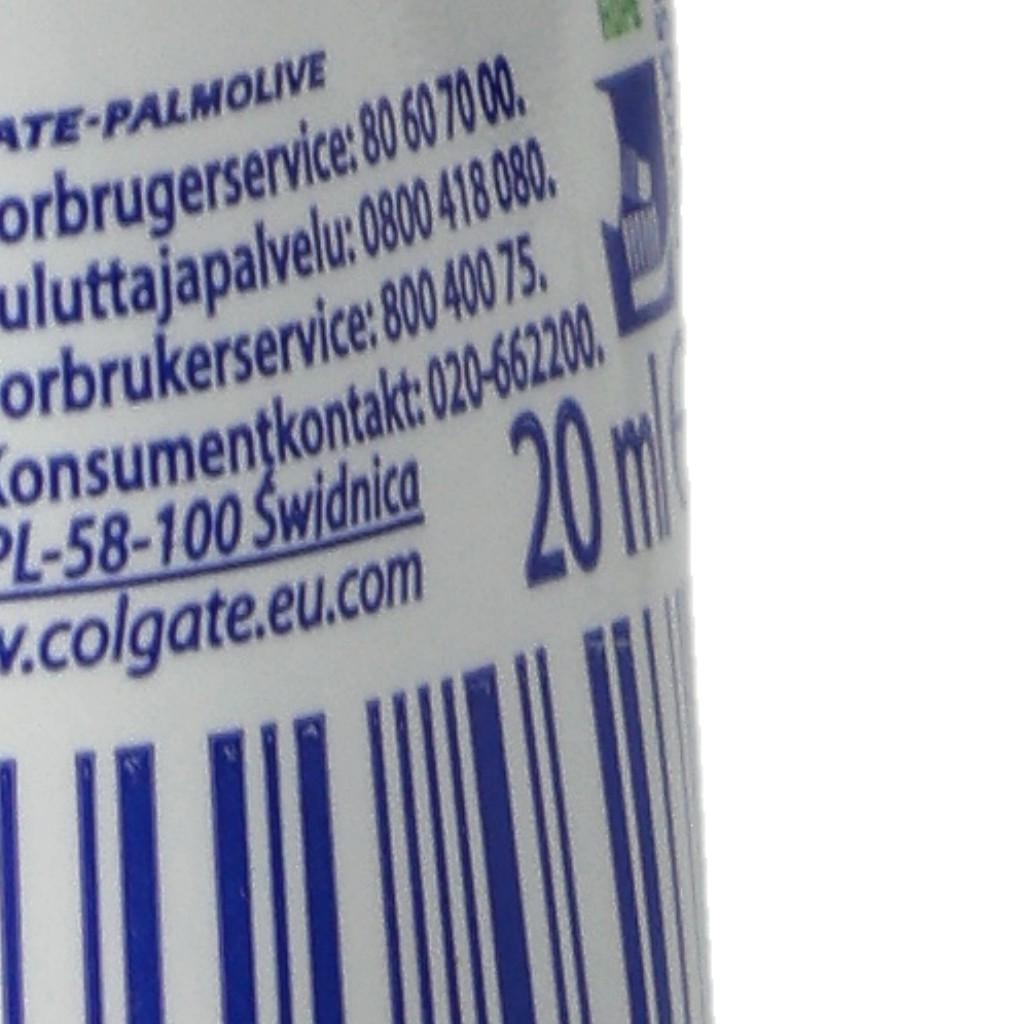 ATE-PALMOLIVE
orbrugerservice: 80 60 70 00.
uluttajapalvelu: 0800 418 080.
orbrukerservice: 800 400 75.
Konsumentkontakt: 020-662200.
PL-58-100 Świdnica
w.colgate.eu.com
20 ml